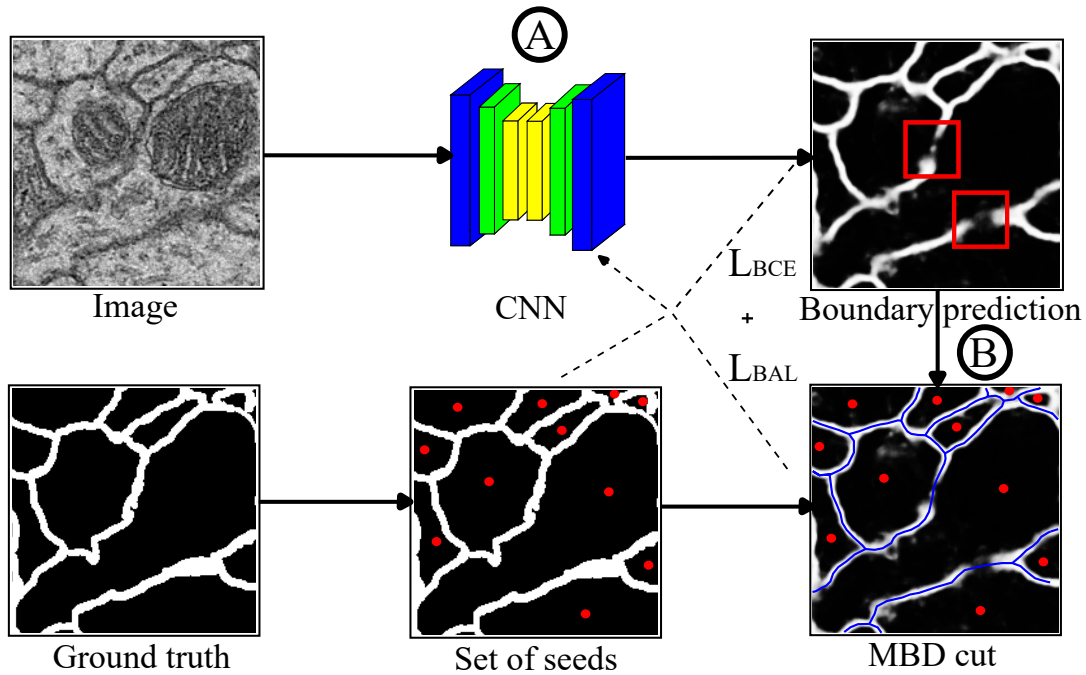 A
Image
CNN
LBCE
+
LBAL
Boundary prediction
B
Ground truth
Set of seeds
MBD cut